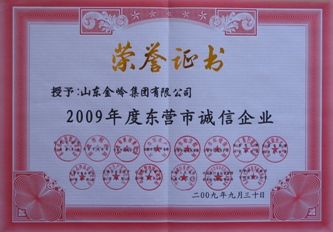 荣誉证书
授予:山东金岭集团有限公司
2009年度东营市诚信企业
二00九年九月三十日